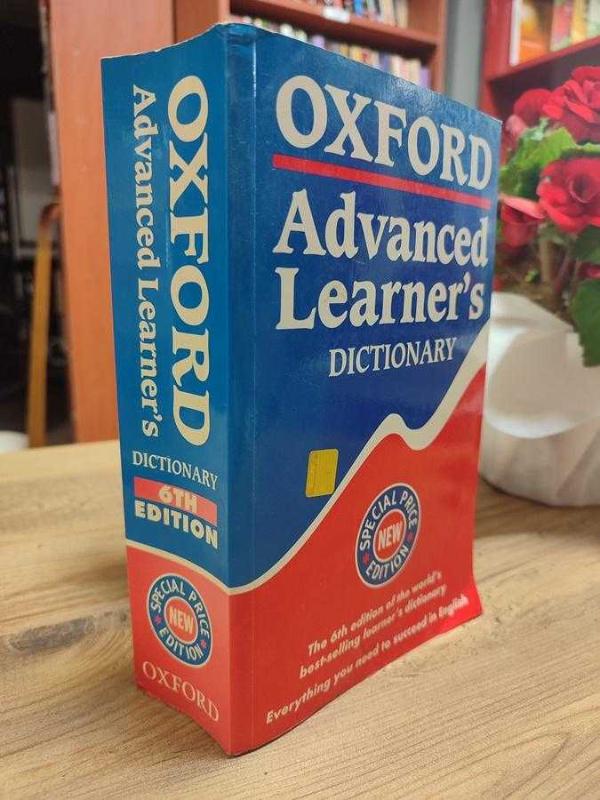 OXFORD
Advanced Learner's
DICTIONARY
6TH
EDITION
SPECIAL PRICE
NEW
EDITION
OXFORD
OXFORD
Advanced
Learner's
DICTIONARY
SPECIAL PRICE
NEW
EDITION
The 6th edition of the world's
best-selling learner's dictionary
Everything you need to succeed in English